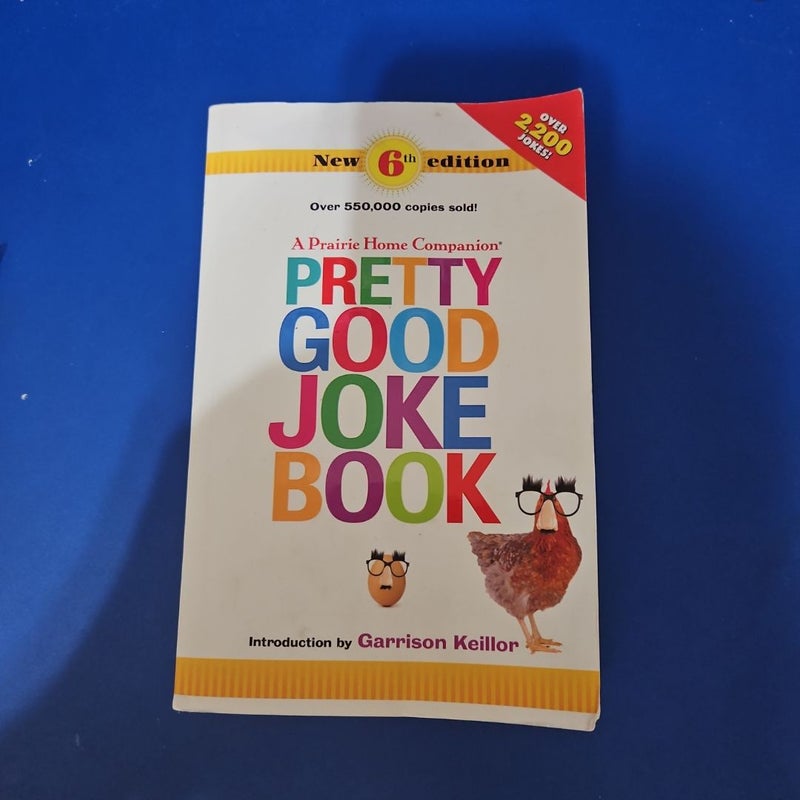 OVER
2,200
JOKES!
New 6th edition
Over 550,000 copies sold!
A Prairie Home Companion®
PRETTY
GOOD
JOKE
BOOK
Introduction by Garrison Keillor